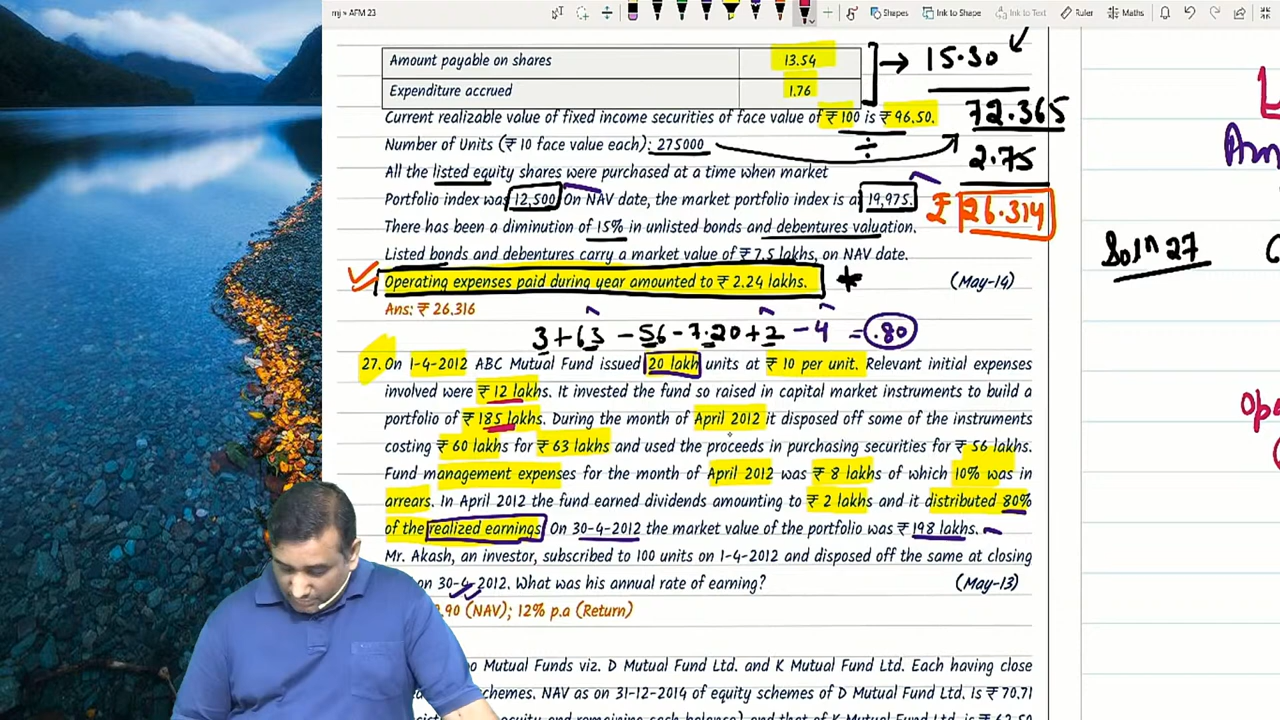 mj » AFM 23
Shapes Ink to Shape Ink to Text Ruler Maths
Amount payable on shares 13.54
Expenditure accrued 1.76
→ 15.30
Current realizable value of fixed income securities of face value of ₹ 100 is ₹ 96.50.
72.365
Number of Units (₹ 10 face value each): 275000
÷ 2.75
All the listed equity shares were purchased at a time when market
Portfolio index was 12,500 On NAV date, the market portfolio index is at 19,975.
₹ 26.314
There has been a diminution of 15% in unlisted bonds and debentures valuation.
Listed bonds and debentures carry a market value of ₹ 7.5 lakhs, on NAV date.
Soln 27
Operating expenses paid during year amounted to ₹ 2.24 lakhs. (May-14)
Ans: ₹ 26.316
3 + 63 - 56 - 7.20 + 2 - 4 = .80
27. On 1-4-2012 ABC Mutual Fund issued 20 lakh units at ₹ 10 per unit. Relevant initial expenses
involved were ₹ 12 lakhs. It invested the fund so raised in capital market instruments to build a
portfolio of ₹ 185 lakhs. During the month of April 2012 it disposed off some of the instruments
costing ₹ 60 lakhs for ₹ 63 lakhs and used the proceeds in purchasing securities for ₹ 56 lakhs.
Fund management expenses for the month of April 2012 was ₹ 8 lakhs of which 10% was in
arrears. In April 2012 the fund earned dividends amounting to ₹ 2 lakhs and it distributed 80%
of the realized earnings. On 30-4-2012 the market value of the portfolio was ₹ 198 lakhs.
Mr. Akash, an investor, subscribed to 100 units on 1-4-2012 and disposed off the same at closing
on 30-4-2012. What was his annual rate of earning? (May-13)
.90 (NAV); 12% p.a (Return)
Mutual Funds viz. D Mutual Fund Ltd. and K Mutual Fund Ltd. Each having close
schemes. NAV as on 31-12-2014 of equity schemes of D Mutual Fund Ltd. is ₹ 70.71